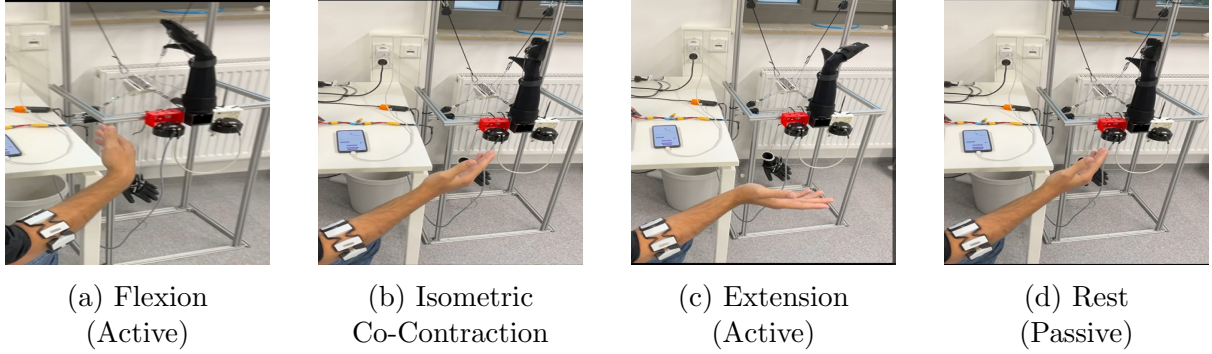 (a) Flexion
(Active)
(b) Isometric
Co-Contraction
(c) Extension
(Active)
(d) Rest
(Passive)